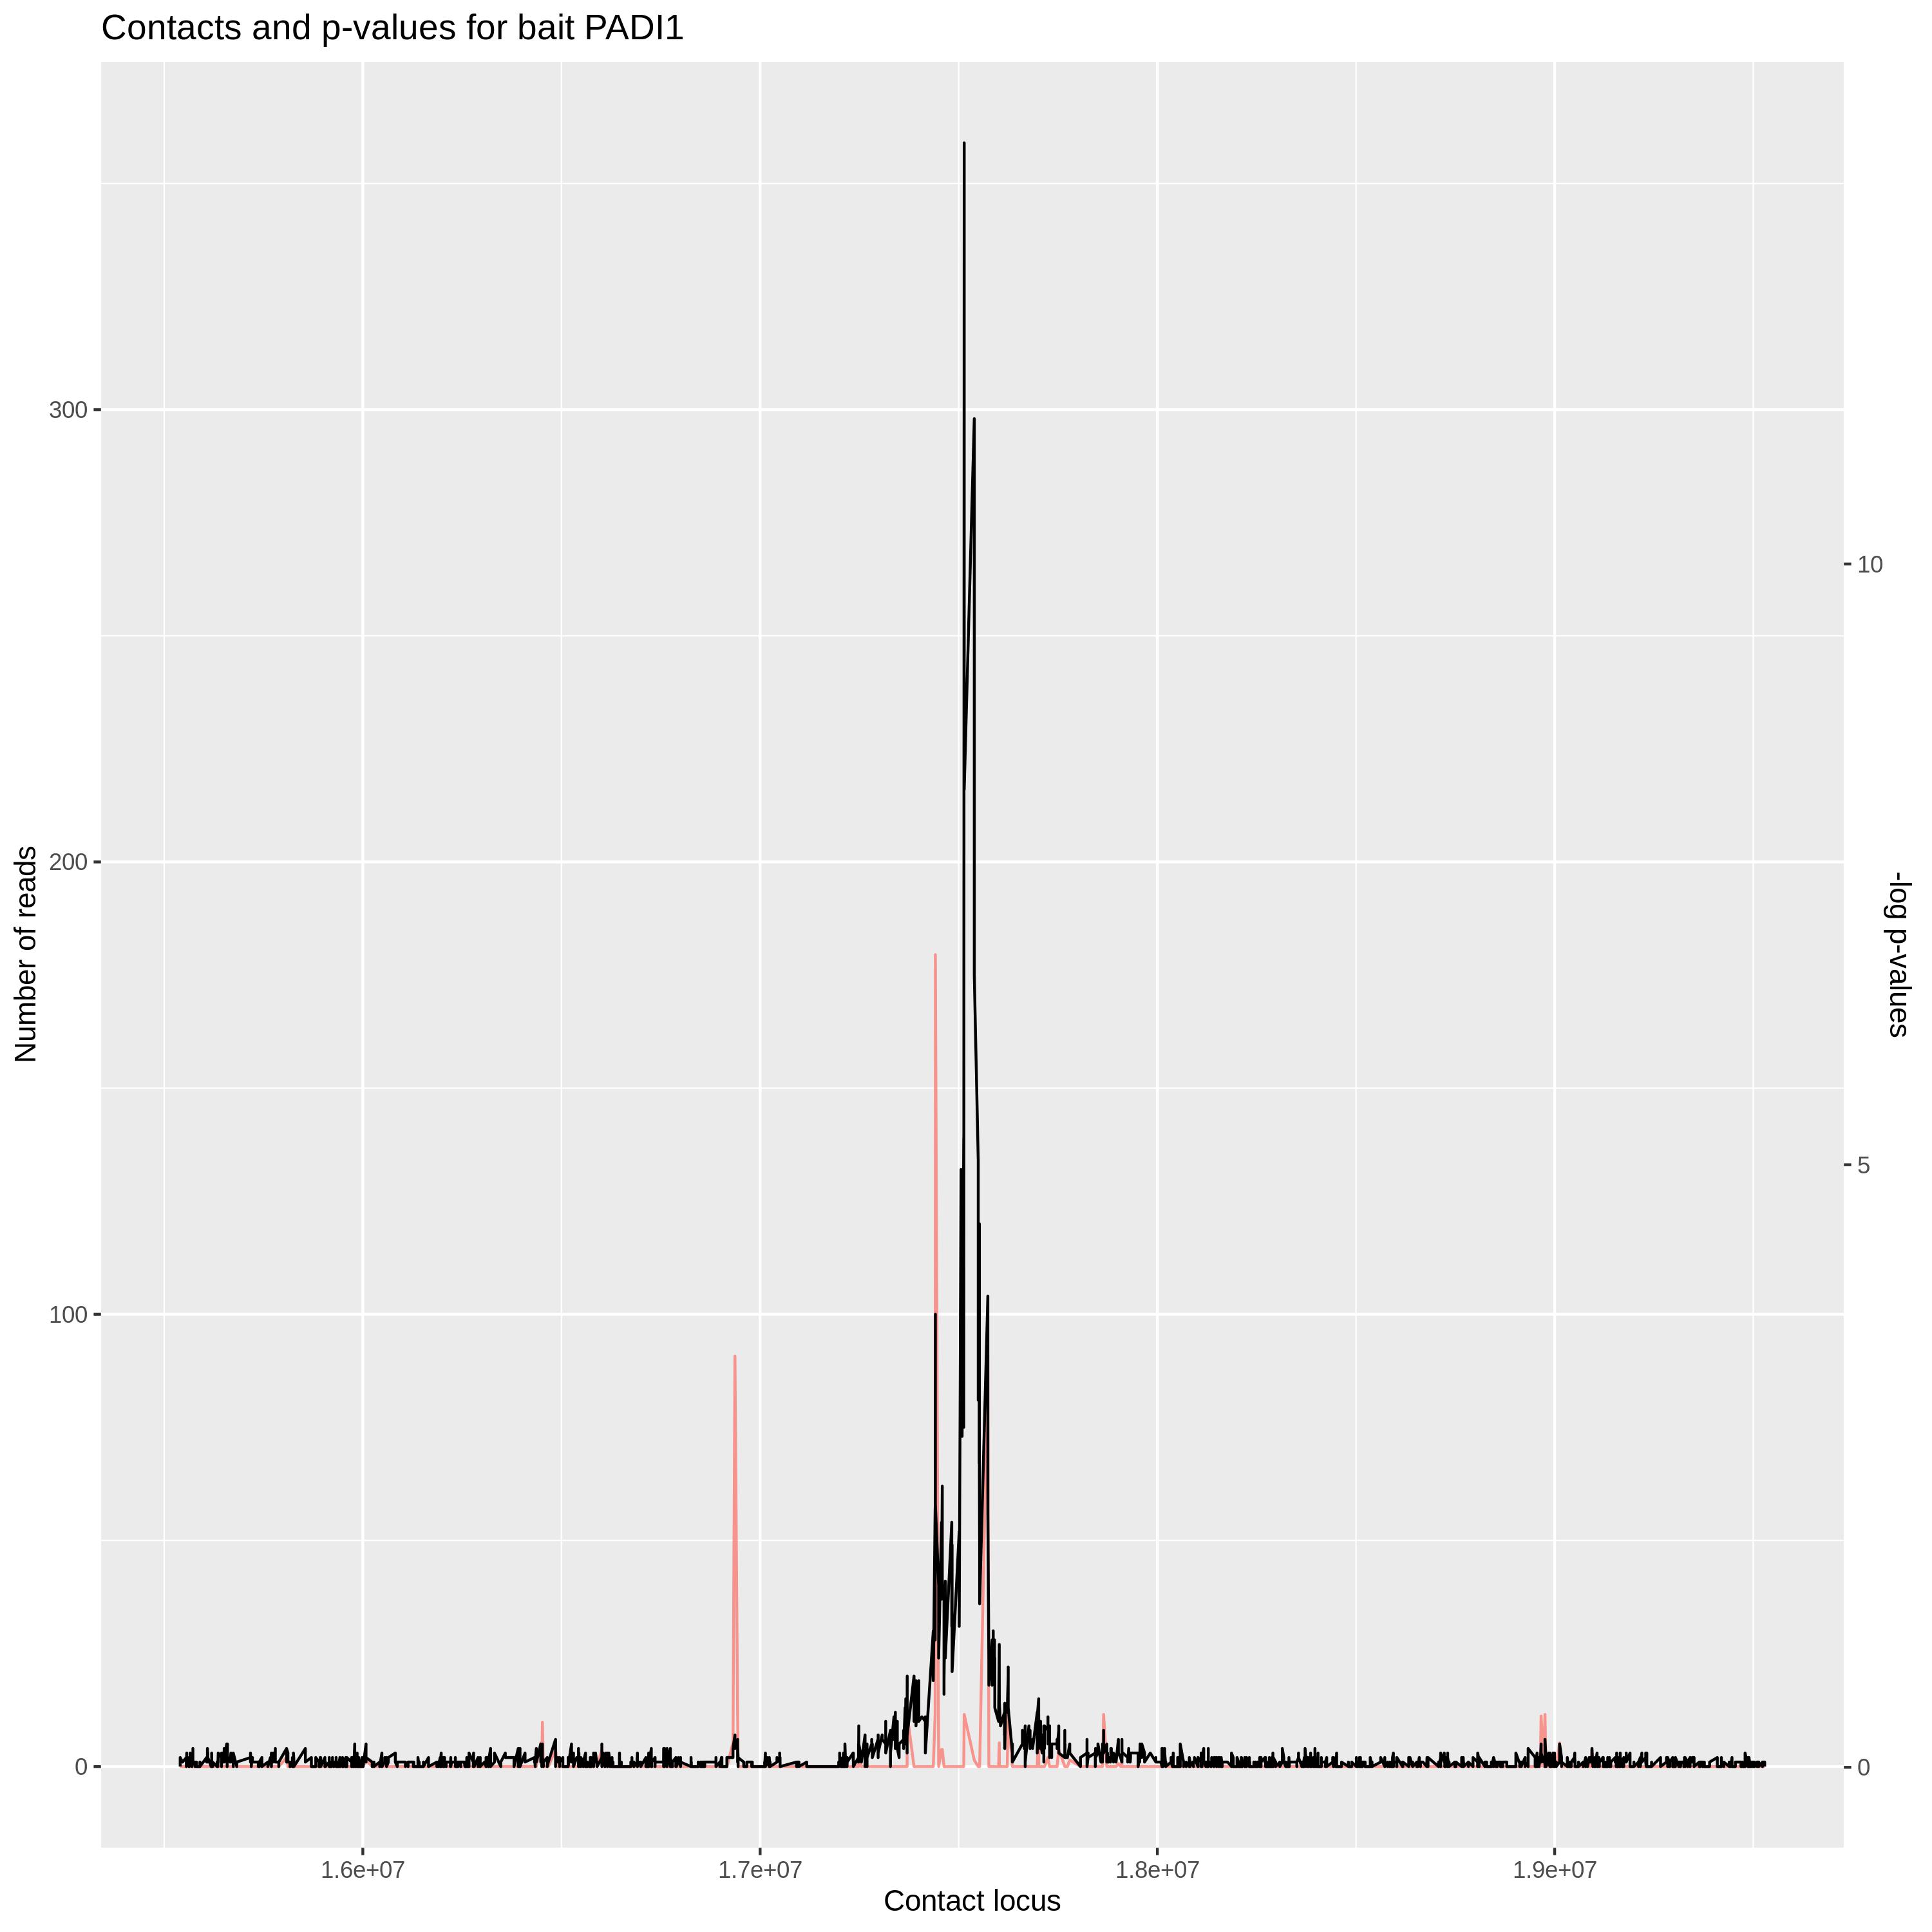 Contacts and p-values for bait PADI1
300
200
100
0
Number of reads
10
5
0
-log p-values
1.6e+07
1.7e+07
1.8e+07
1.9e+07
Contact locus